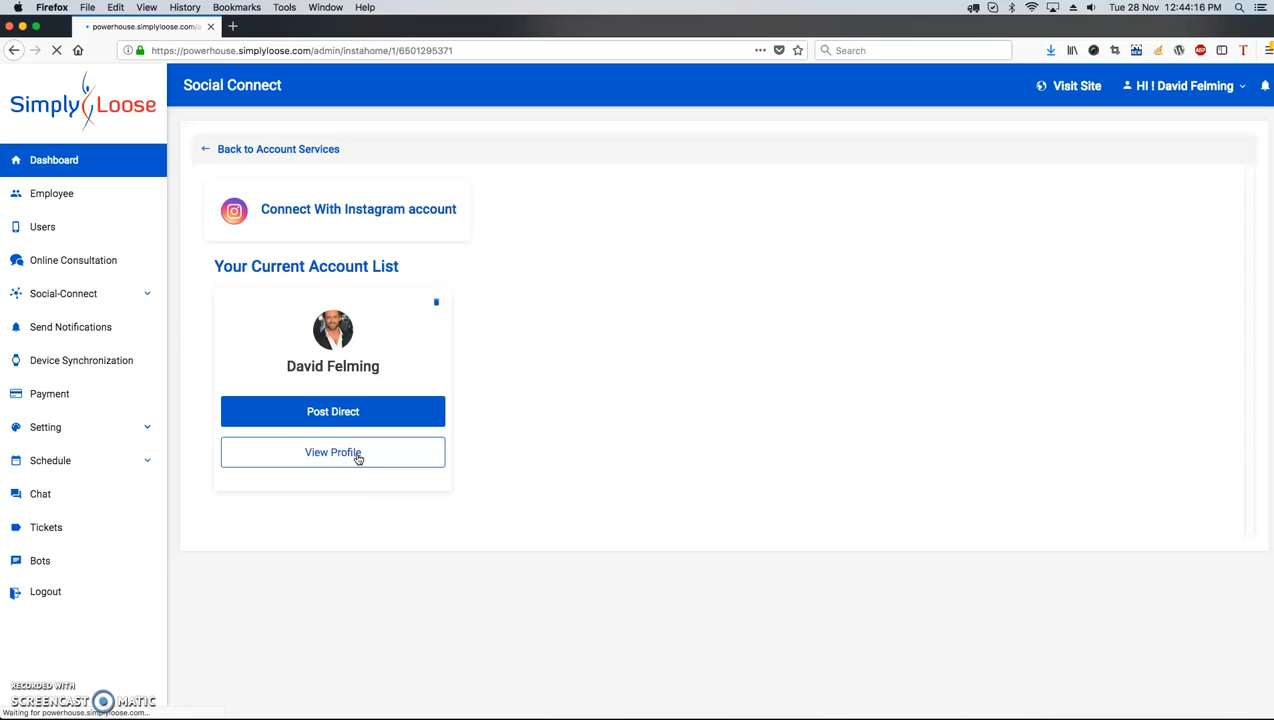 Firefox File Edit View History Bookmarks Tools Window Help Tue 28 Nov 12:44:16 PM
powerhouse.simplyloose.com/a
https://powerhouse.simplyloose.com/admin/instahome/1/6501295371
Search
Simply Loose
Social Connect
Visit Site
HI ! David Felming
Back to Account Services
Dashboard
Employee
Users
Online Consultation
Social-Connect
Send Notifications
Device Synchronization
Payment
Setting
Schedule
Chat
Tickets
Bots
Logout
Connect With Instagram account
Your Current Account List
David Felming
Post Direct
View Profile
RECORDED WITH
SCREENCAST MATIC
Waiting for powerhouse.simplyloose.com...